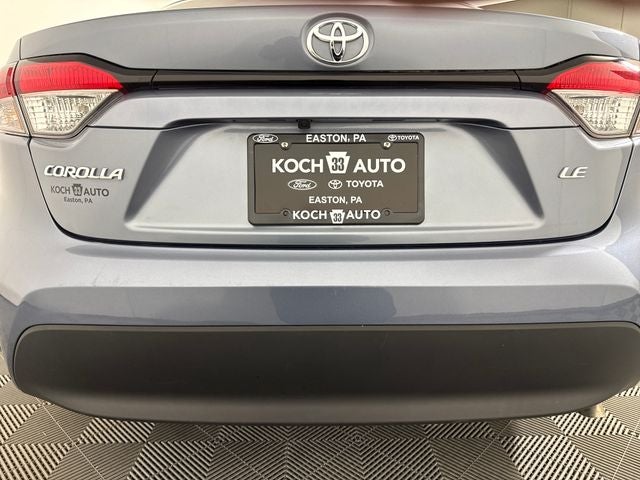 COROLLA
KOCH 33 AUTO
Easton, PA
Ford EASTON, PA TOYOTA
KOCH 33 AUTO
Ford TOYOTA
EASTON, PA
KOCH 33 AUTO
LE